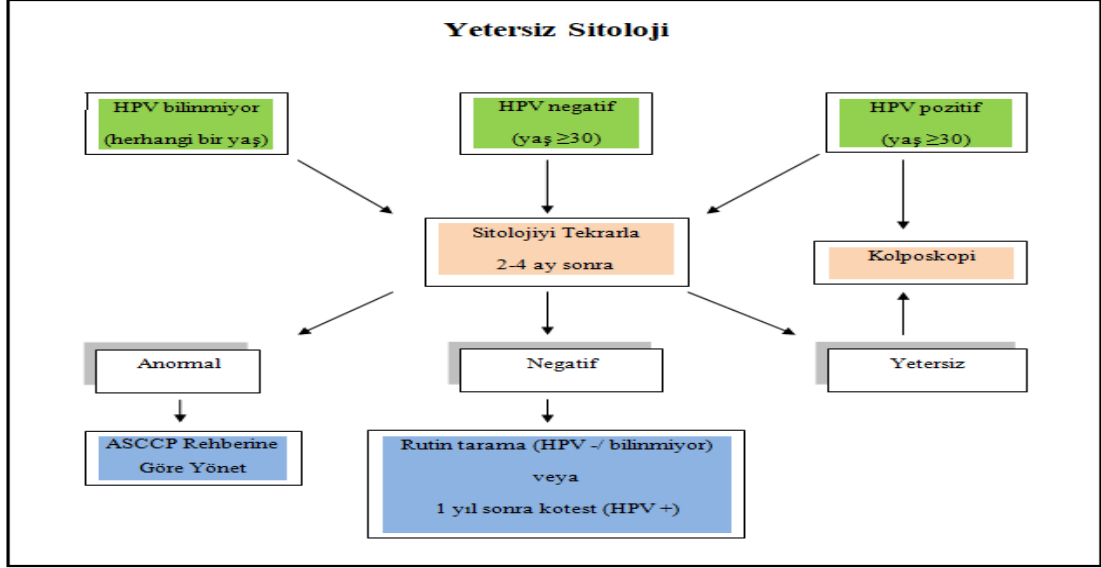 Yetersiz Sitoloji
HPV bilinmiyor
(herhangi bir yaş)
HPV negatif
(yaş ≥30)
HPV pozitif
(yaş ≥30)
Sitolojiyi Tekrarla
2-4 ay sonra
Kolposkopi
Anormal
Negatif
Yetersiz
ASCCP Rehberine
Göre Yönet
Rutin tarama (HPV -/ bilinmiyor)
veya
1 yıl sonra kotest (HPV +)